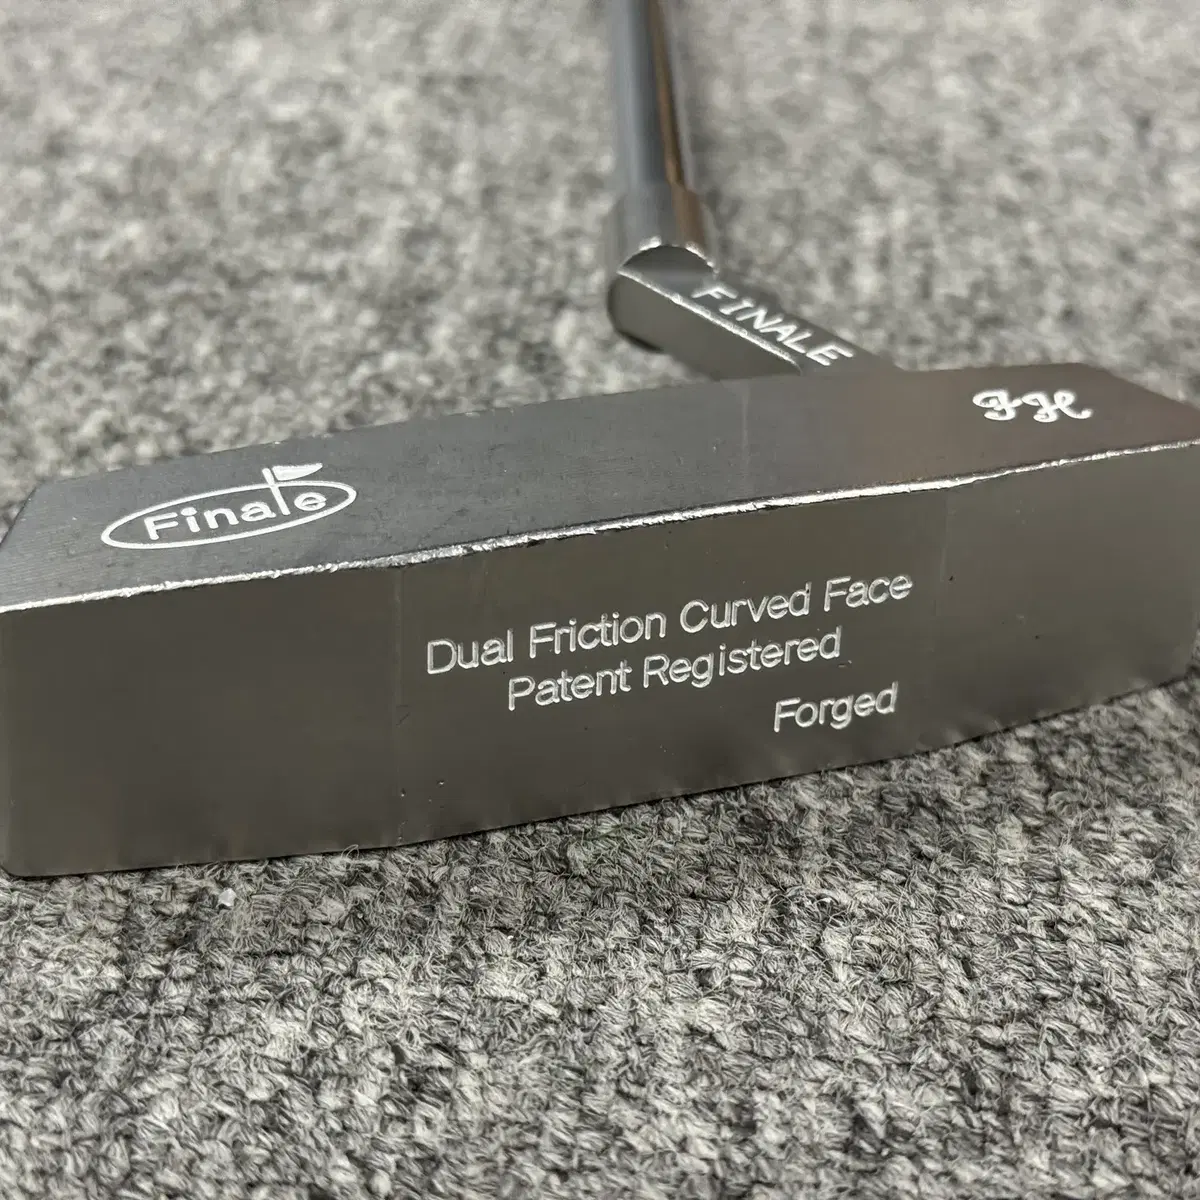 FINALE
Finale
Dual Friction Curved Face
Patent Registered
Forged